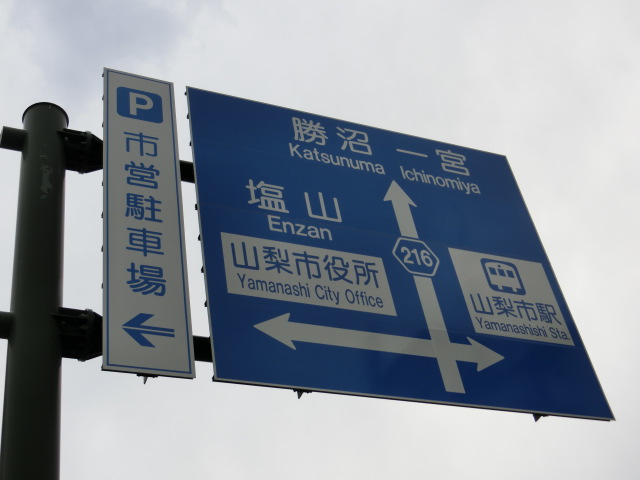 P
市営駐車場
勝沼 一宮
Katsunuma Ichinomiya
塩山
Enzan
山梨市役所
Yamanashi City Office
216
山梨市駅
Yamanashishi Sta.